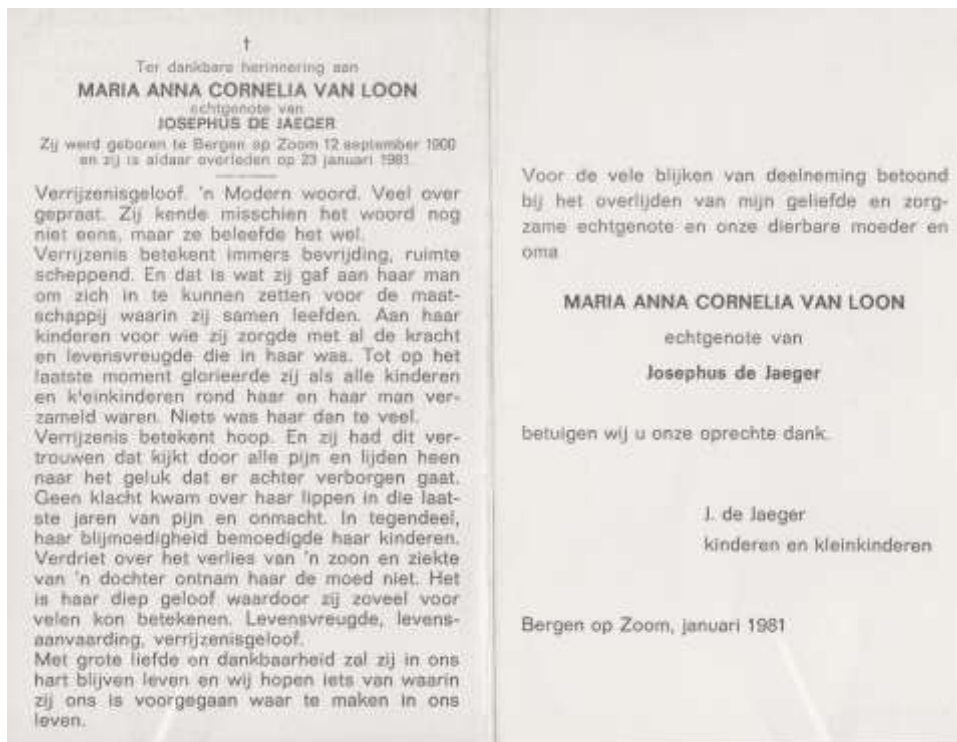 †
Ter dankbare herinnering aan
MARIA ANNA CORNELIA VAN LOON
echtgenote van
JOSEPHUS DE JAEGER
Zij werd geboren te Bergen op Zoom 12 september 1900
en zij is aldaar overleden op 23 januari 1981
Verrijzenisgeloof. 'n Modern woord. Veel over
gepraat. Zij kende misschien het woord nog
niet eens, maar ze beleefde het wel.
Verrijzenis betekent immers bevrijding, ruimte
scheppend. En dat is wat zij gaf aan haar man
om zich in te kunnen zetten voor de maat-
schappij waarin zij samen leefden. Aan haar
kinderen voor wie zij zorgde met al de kracht
en levensvreugde die in haar was. Tot op het
laatste moment glorieerde zij als alle kinderen
en k'einkinderen rond haar en haar man ver-
zameld waren. Niets was haar dan te veel.
Verrijzenis betekent hoop. En zij had dit ver-
trouwen dat kijkt door alle pijn en lijden heen
naar het geluk dat er achter verborgen gaat.
Geen klacht kwam over haar lippen in die laat-
ste jaren van pijn en onmacht. In tegendeel,
haar blijmoedigheid bemoedigde haar kinderen.
Verdriet over het verlies van 'n zoon en ziekte
van 'n dochter ontnam haar de moed niet. Het
is haar diep geloof waardoor zij zoveel voor
velen kon betekenen. Levensvreugde, levens-
aanvaarding, verrijzenisgeloof.
Met grote liefde en dankbaarheid zal zij in ons
hart blijven leven en wij hopen iets van waarin
zij ons is voorgegaan waar te maken in ons
leven.
Voor de vele blijken van deelneming betoond
bij het overlijden van mijn geliefde en zorg-
zame echtgenote en onze dierbare moeder en
oma
MARIA ANNA CORNELIA VAN LOON
echtgenote van
Josephus de Jaeger
betuigen wij u onze oprechte dank.
J. de Jaeger
kinderen en kleinkinderen
Bergen op Zoom, januari 1981